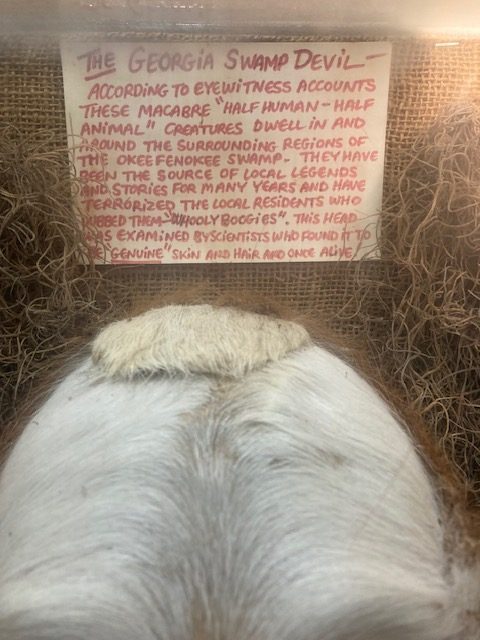 THE GEORGIA SWAMP DEVIL -
ACCORDING TO EYEWITNESS ACCOUNTS
THESE MACABRE "HALF HUMAN - HALF
ANIMAL" CREATURES DWELL IN AND
AROUND THE SURROUNDING REGIONS OF
THE OKEEFENOKEE SWAMP - THEY HAVE
BEEN THE SOURCE OF LOCAL LEGENDS
AND STORIES FOR MANY YEARS AND HAVE
TERRORIZED THE LOCAL RESIDENTS WHO
DUBBED THEM - "WHOOLY BOOGIES". THIS HEAD
WAS EXAMINED BY SCIENTISTS WHO FOUND IT TO
BE "GENUINE" SKIN AND HAIR AND ONCE ALIVE